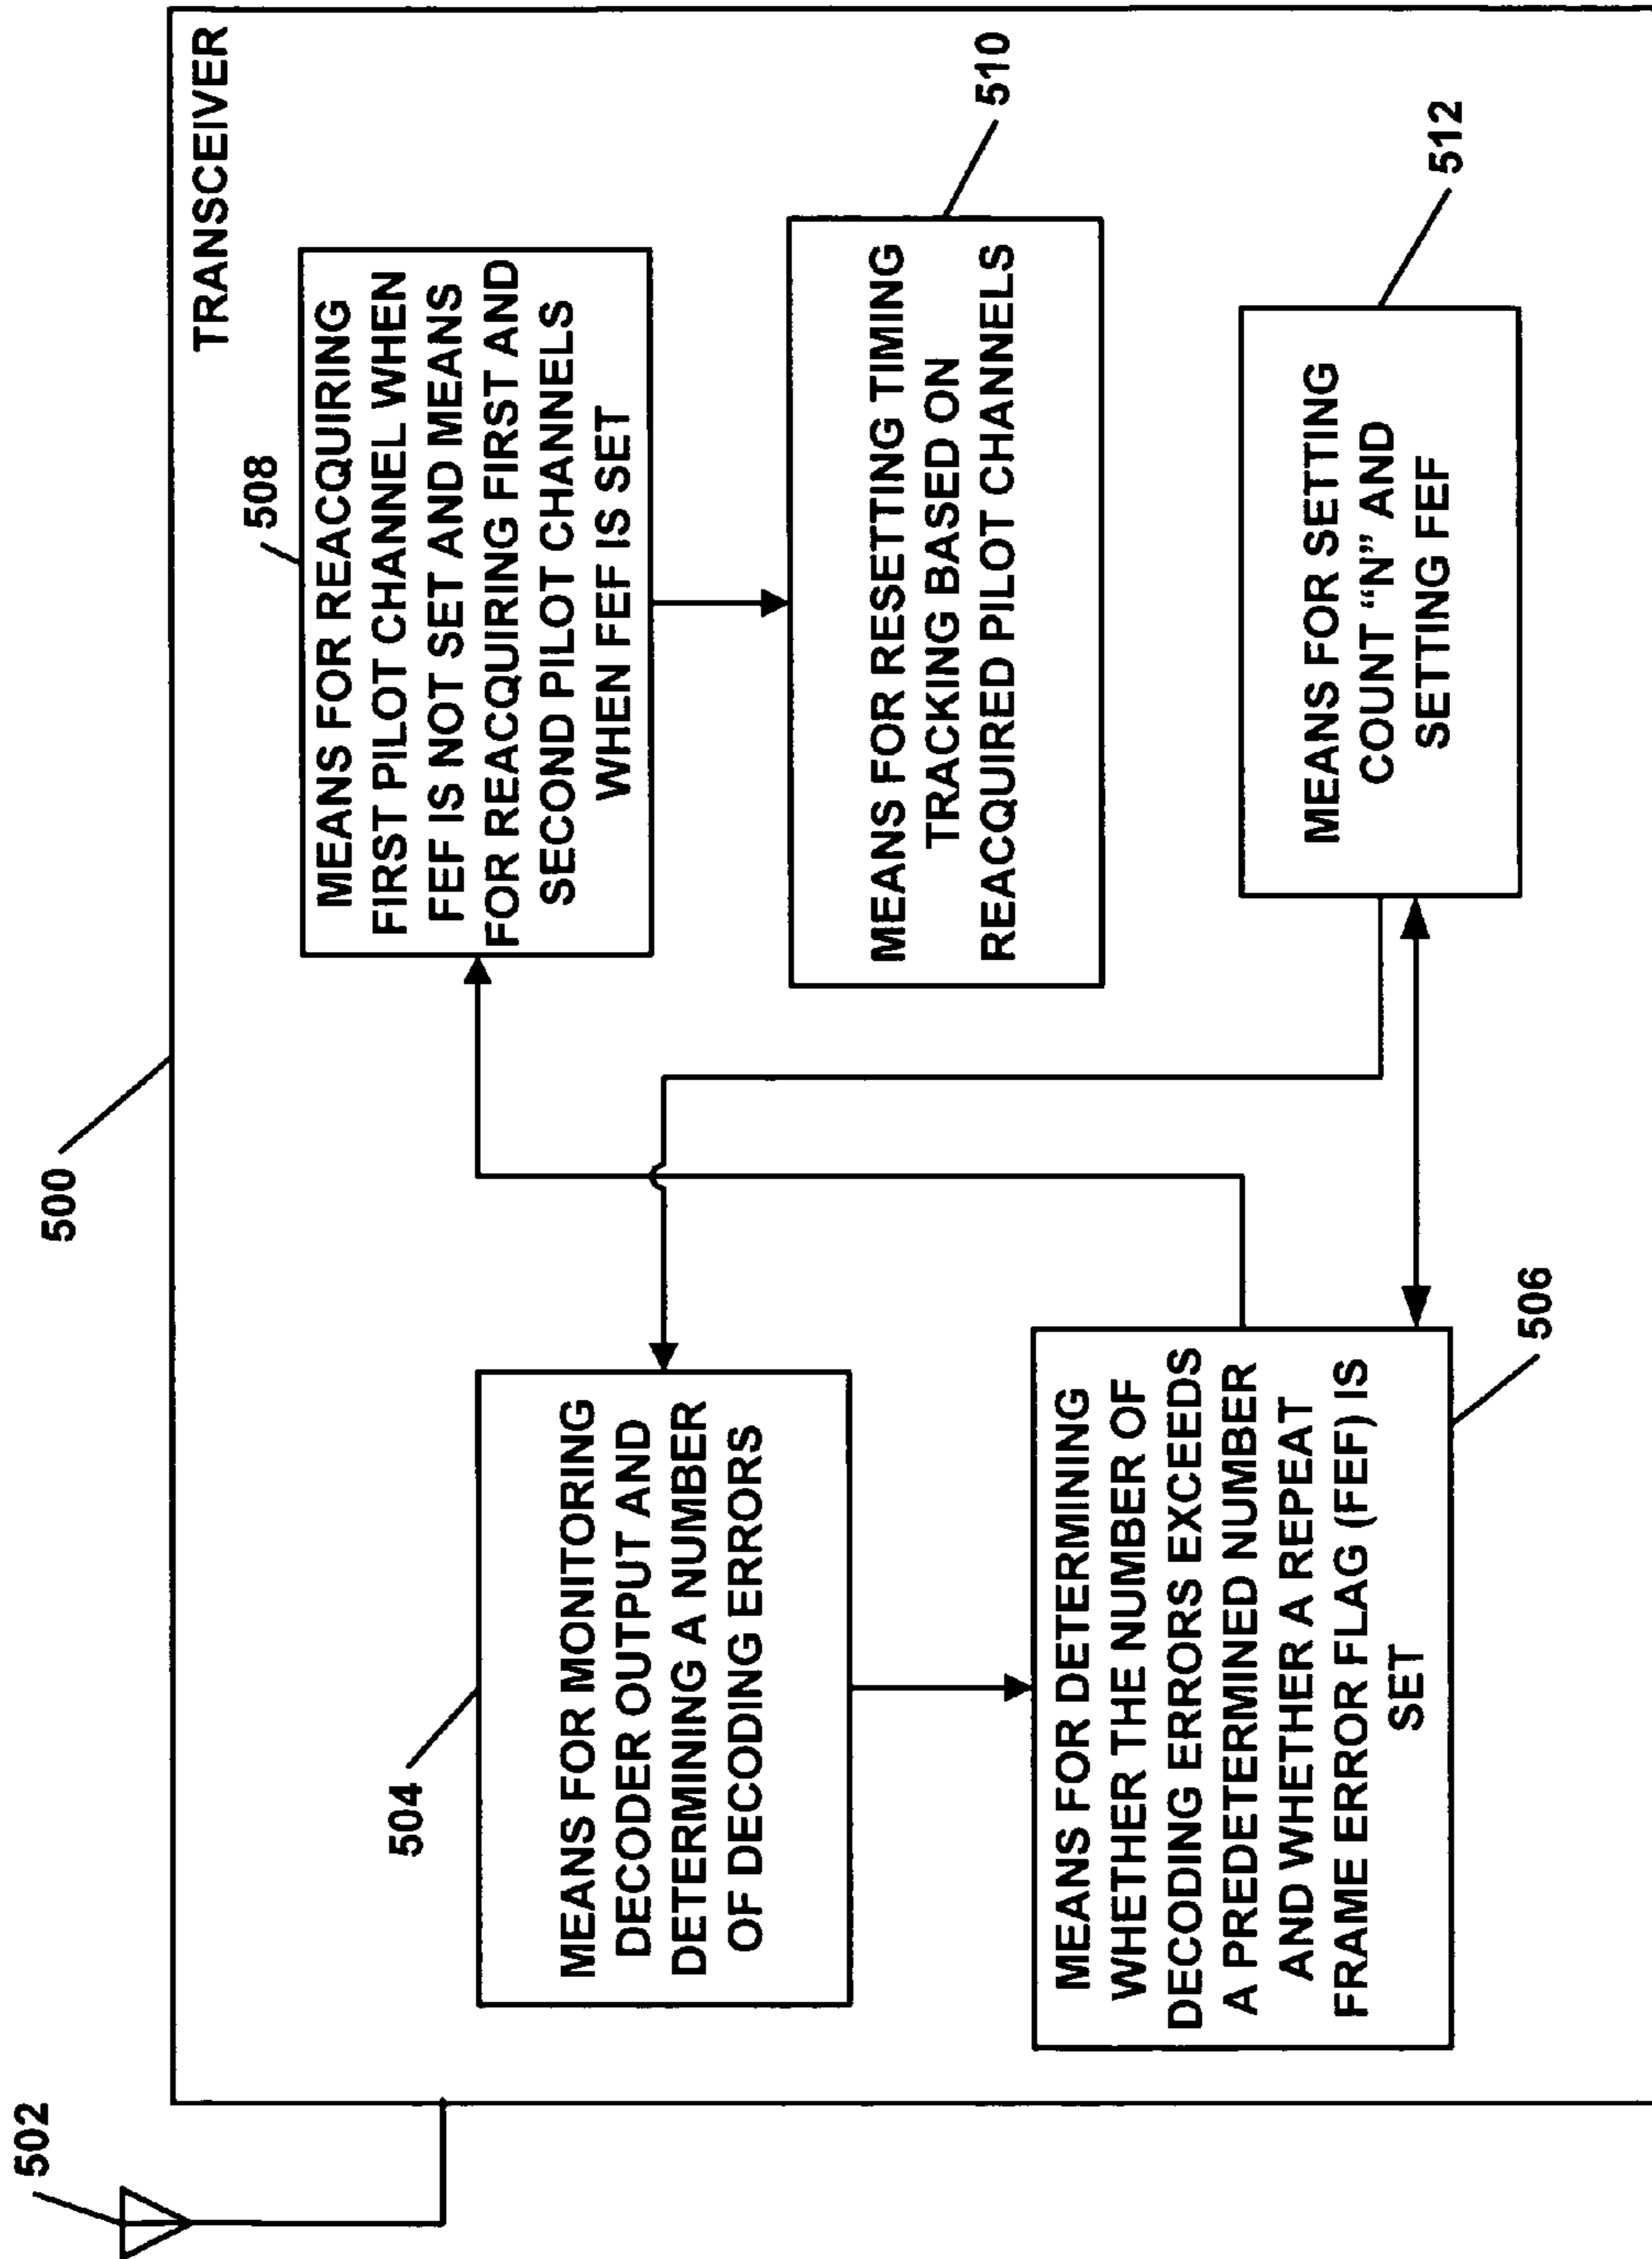 502
500
TRANSCEIVER
504
MEANS FOR MONITORING
DECODER OUTPUT AND
DETERMINING A NUMBER
OF DECODING ERRORS
MEANS FOR DETERMINING
WHETHER THE NUMBER OF
DECODING ERRORS EXCEEDS
A PREDETERMINED NUMBER
AND WHETHER A REPEAT
FRAME ERROR FLAG (FEF) IS
SET
506
508
MEANS FOR REACQUIRING
FIRST PILOT CHANNEL WHEN
FEF IS NOT SET AND MEANS
FOR REACQUIRING FIRST AND
SECOND PILOT CHANNELS
WHEN FEF IS SET
MEANS FOR RESETTING TIMING
TRACKING BASED ON
REACQUIRED PILOT CHANNELS
510
MEANS FOR SETTING
COUNT “N” AND
SETTING FEF
512